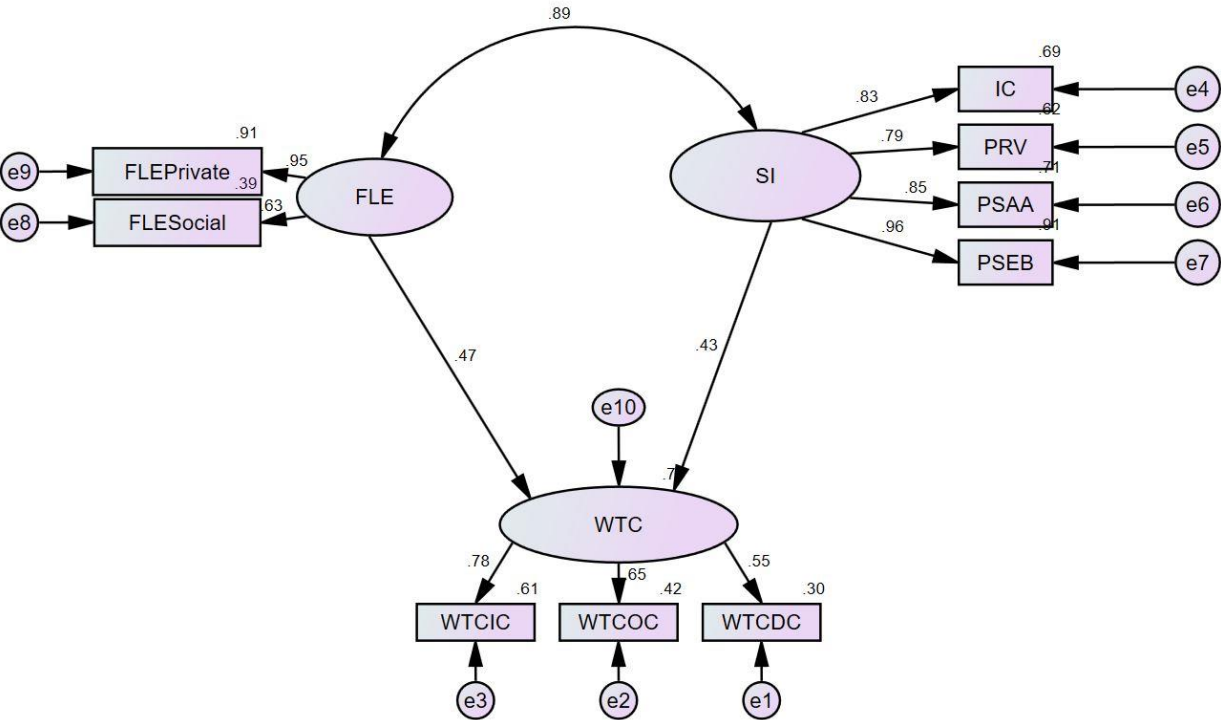 .89
.69
IC
e4
.83
.62
.79
PRV
e5
.91
.95
FLEPrivate
e9
.39
.71
SI
FLE
.85
PSAA
e6
.63
FLESocial
e8
.91
.96
PSEB
e7
.47
.43
e10
WTC
.78
.55
.61
.42
.30
WTCIC
WTCOC
WTCDC
e3
e2
e1